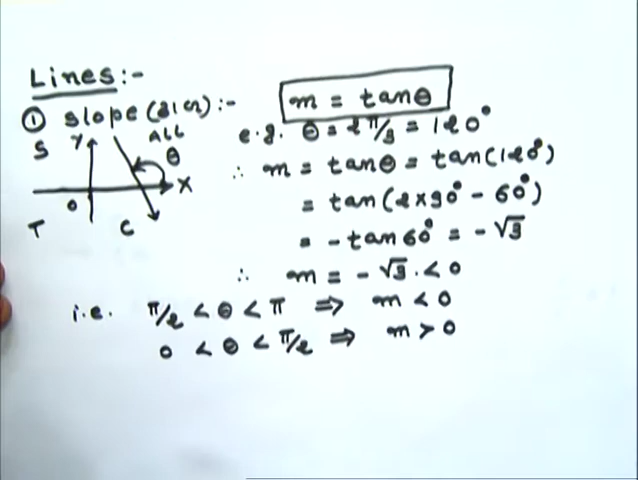 Lines:-
① slope (ढाल) :-
m = tanθ
S Y ALL θ
O X
T C
e.g. θ = 2π/3 = 120°
∴ m = tanθ = tan(120°)
= tan(2×90° - 60°)
= -tan60° = -√3
∴ m = -√3 < 0
i.e. π/2 < θ < π ⇒ m < 0
0 < θ < π/2 ⇒ m > 0